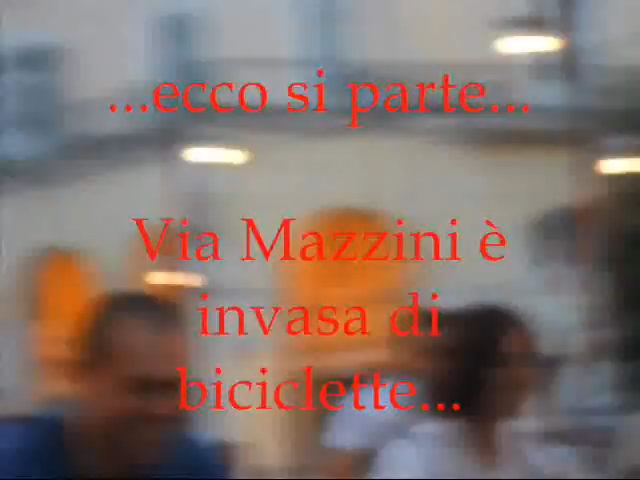 ...ecco si parte...
Via Mazzini è
invasa di
biciclette...